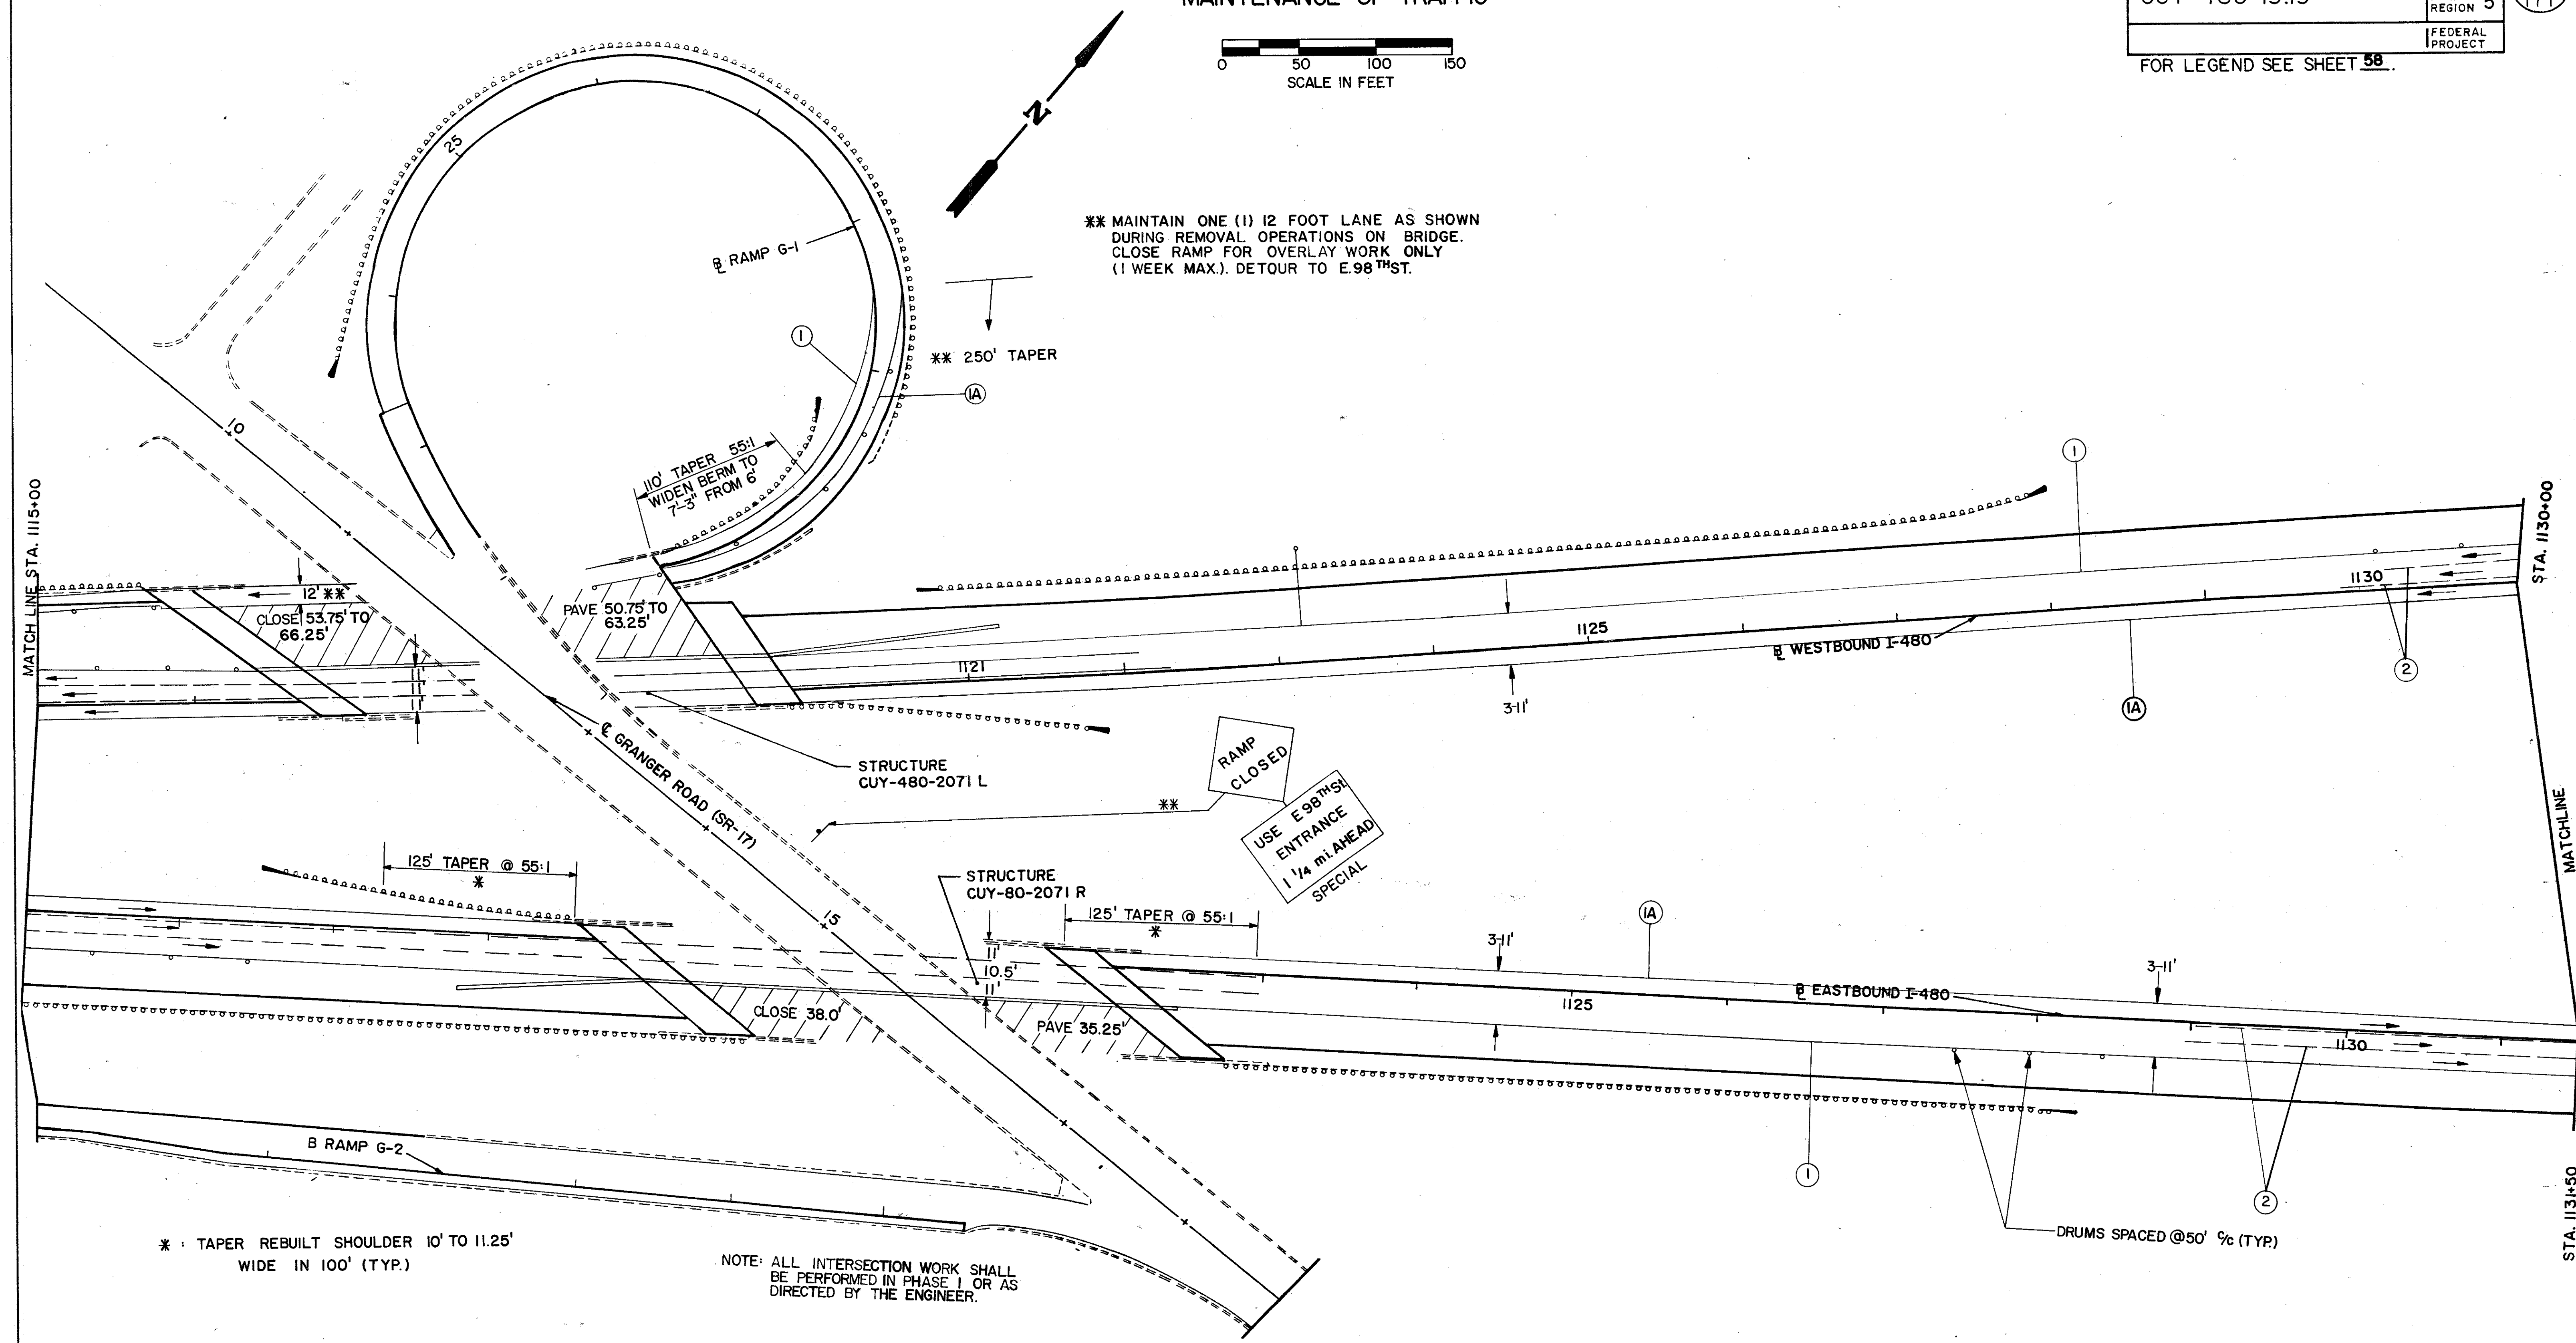 REGION 5
FEDERAL
PROJECT
FOR LEGEND SEE SHEET 58.
0 50 100 150
SCALE IN FEET
N
** MAINTAIN ONE (1) 12 FOOT LANE AS SHOWN
DURING REMOVAL OPERATIONS ON BRIDGE.
CLOSE RAMP FOR OVERLAY WORK ONLY
(1 WEEK MAX.). DETOUR TO E.98TH ST.
25
B RAMP G-1
1
** 250' TAPER
1A
10
110' TAPER 55:1
WIDEN BERM TO
7'-3" FROM 6'
MATCH LINE STA. 1115+00
12' **
CLOSE 53.75' TO
66.25'
PAVE 50.75' TO
63.25'
1
STA. 1130+00
1130
1125
1121
B WESTBOUND I-480
2
3-11'
1A
11'
CL GRANGER ROAD (SR-17)
STRUCTURE
CUY-480-2071 L
**
RAMP
CLOSED
USE E98TH St
ENTRANCE
1 1/4 mi. AHEAD
SPECIAL
MATCHLINE
125' TAPER @ 55:1
*
STRUCTURE
CUY-80-2071 R
15
125' TAPER @ 55:1
*
11'
10.5'
11'
3-11'
1A
3-11'
B EASTBOUND I-480
1125
1130
CLOSE 38.0'
PAVE 35.25'
B RAMP G-2
1
2
DRUMS SPACED @50' c/c (TYP.)
STA. 1131+50
* : TAPER REBUILT SHOULDER 10' TO 11.25'
WIDE IN 100' (TYP.)
NOTE: ALL INTERSECTION WORK SHALL
BE PERFORMED IN PHASE 1 OR AS
DIRECTED BY THE ENGINEER.